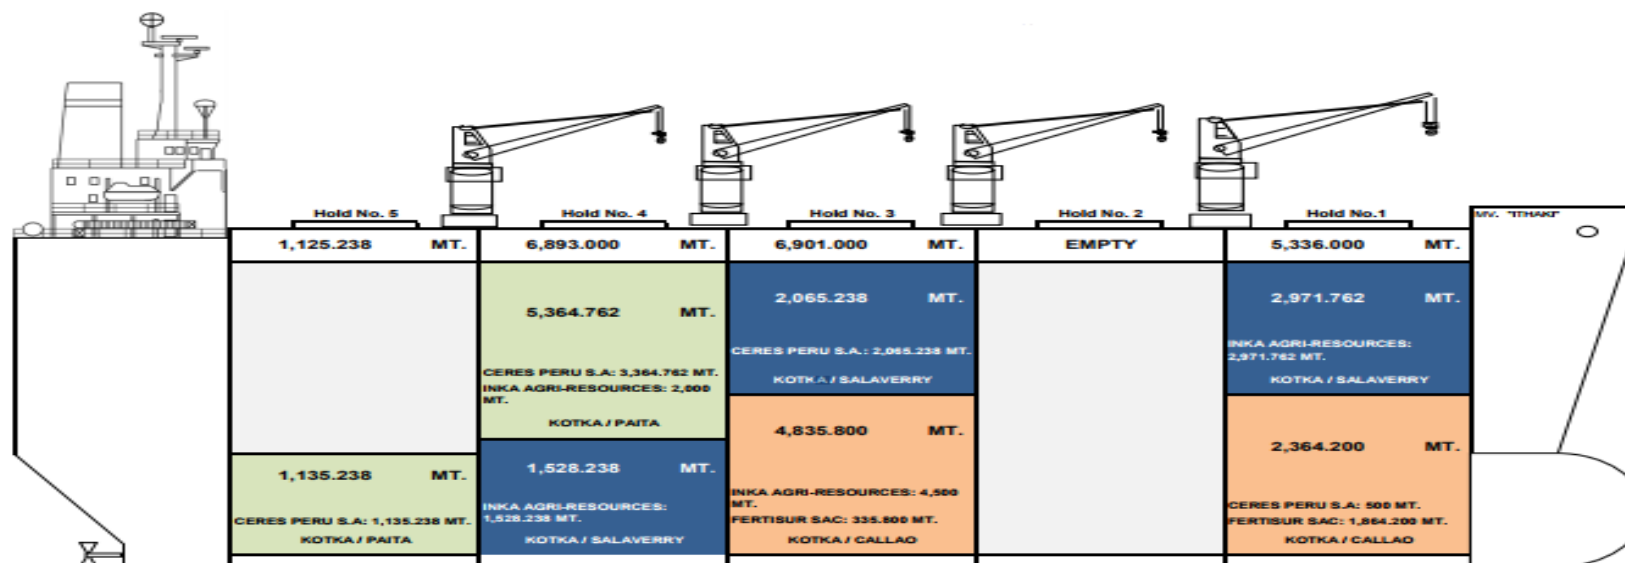 Hold No. 5
Hold No. 4
Hold No. 3
Hold No. 2
Hold No.1
MV. "ITHAKI"
1,125.238 MT.
6,893.000 MT.
6,901.000 MT.
EMPTY
5,336.000 MT.
1,135.238 MT.
CERES PERU S.A: 1,135.238 MT.
KOTKA / PAITA
5,364.762 MT.
CERES PERU S.A: 3,364.762 MT.
INKA AGRI-RESOURCES: 2,000
MT.
KOTKA / PAITA
1,528.238 MT.
INKA AGRI-RESOURCES:
1,528.238 MT.
KOTKA / SALAVERRY
2,065.238 MT.
CERES PERU S.A.: 2,065.238 MT.
KOTKA / SALAVERRY
4,835.800 MT.
INKA AGRI-RESOURCES: 4,500
MT.
FERTISUR SAC: 335.800 MT.
KOTKA / CALLAO
2,971.762 MT.
INKA AGRI-RESOURCES:
2,971.762 MT.
KOTKA / SALAVERRY
2,364.200 MT.
CERES PERU S.A: 500 MT.
FERTISUR SAC: 1,864.200 MT.
KOTKA / CALLAO